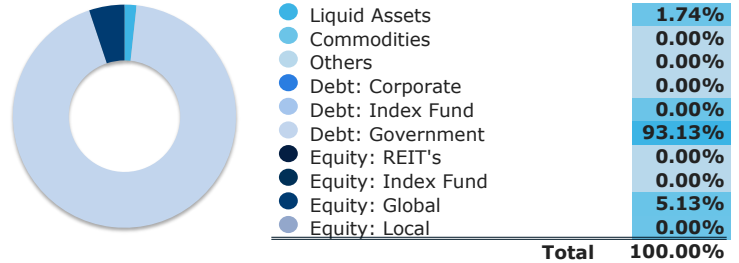 Liquid Assets 1.74%
Commodities 0.00%
Others 0.00%
Debt: Corporate 0.00%
Debt: Index Fund 0.00%
Debt: Government 93.13%
Equity: REIT's 0.00%
Equity: Index Fund 0.00%
Equity: Global 5.13%
Equity: Local 0.00%
Total 100.00%